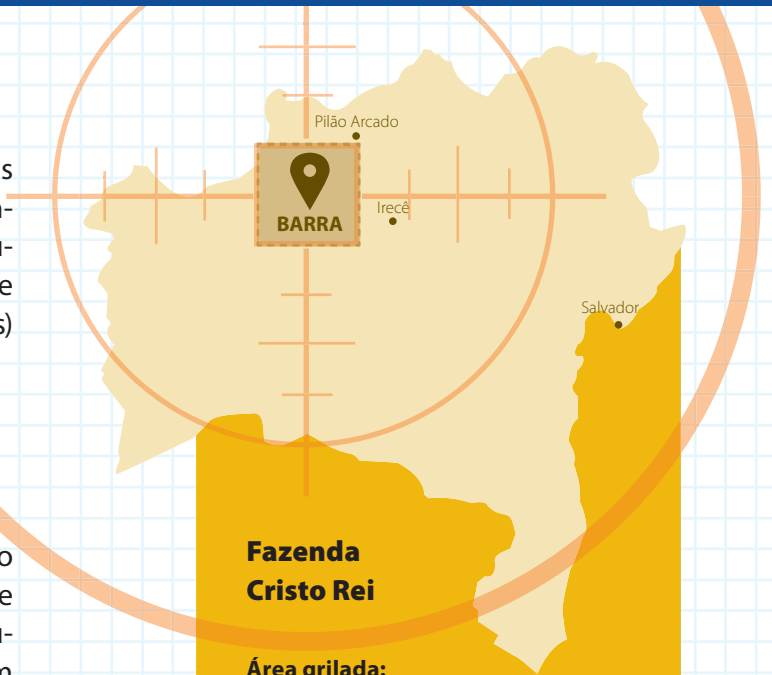 Pilão Arcado
BARRA
Irecê
Salvador
Fazenda
Cristo Rei
Área grilada: